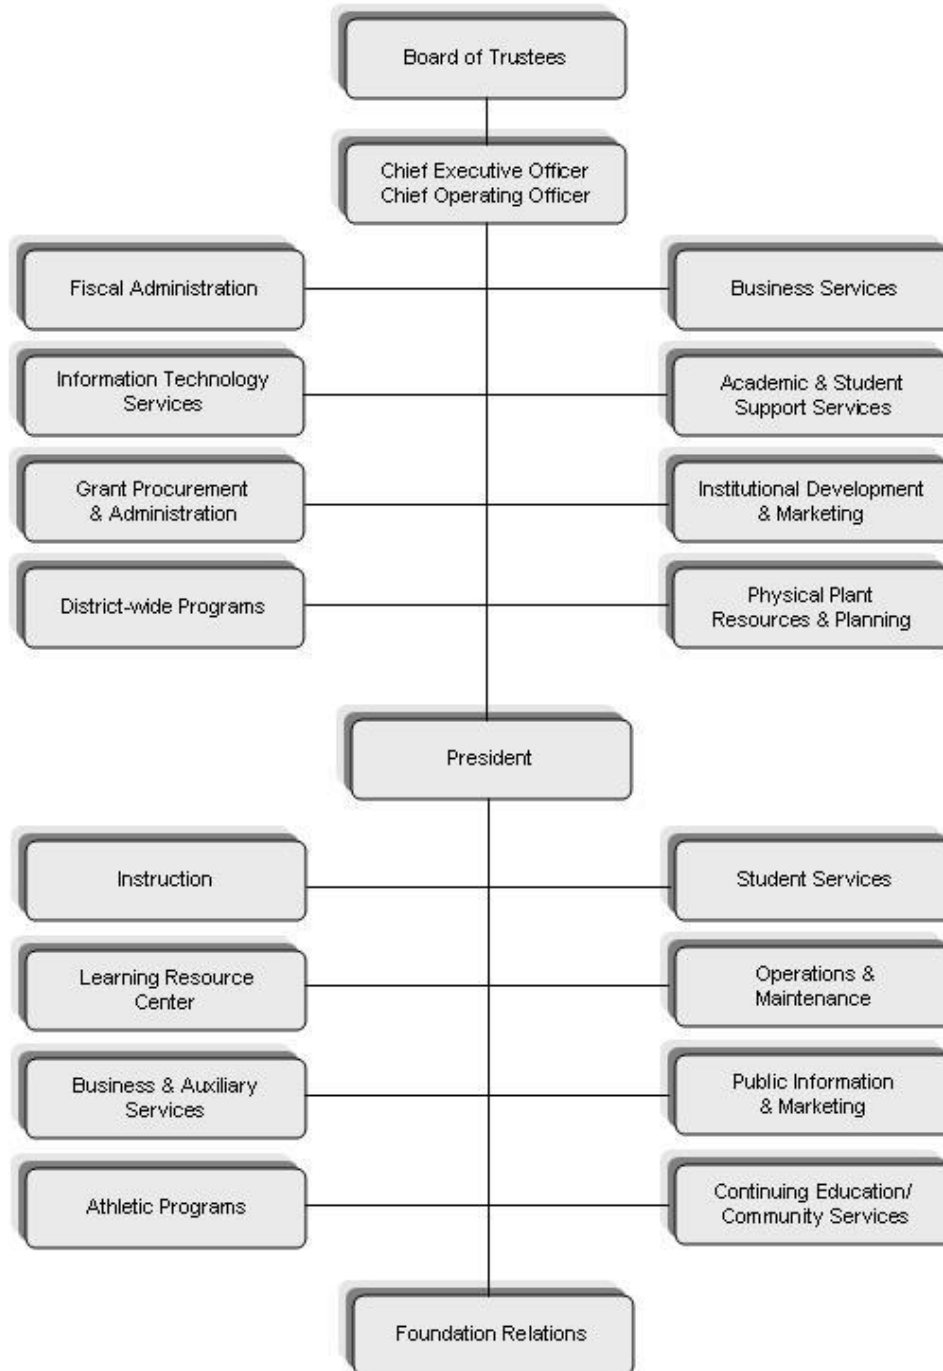 Board of Trustees
Chief Executive Officer
Chief Operating Officer
Fiscal Administration
Business Services
Information Technology
Services
Academic & Student
Support Services
Grant Procurement
& Administration
Institutional Development
& Marketing
District-wide Programs
Physical Plant
Resources & Planning
President
Instruction
Student Services
Learning Resource
Center
Operations &
Maintenance
Business & Auxiliary
Services
Public Information
& Marketing
Athletic Programs
Continuing Education/
Community Services
Foundation Relations